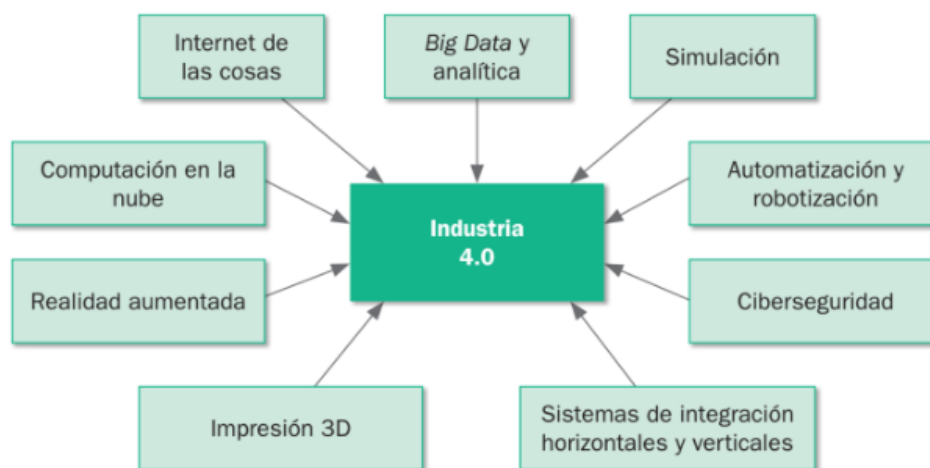 Internet de
las cosas
Big Data y
analítica
Simulación
Computación en la
nube
Automatización y
robotización
Industria
4.0
Realidad aumentada
Ciberseguridad
Impresión 3D
Sistemas de integración
horizontales y verticales